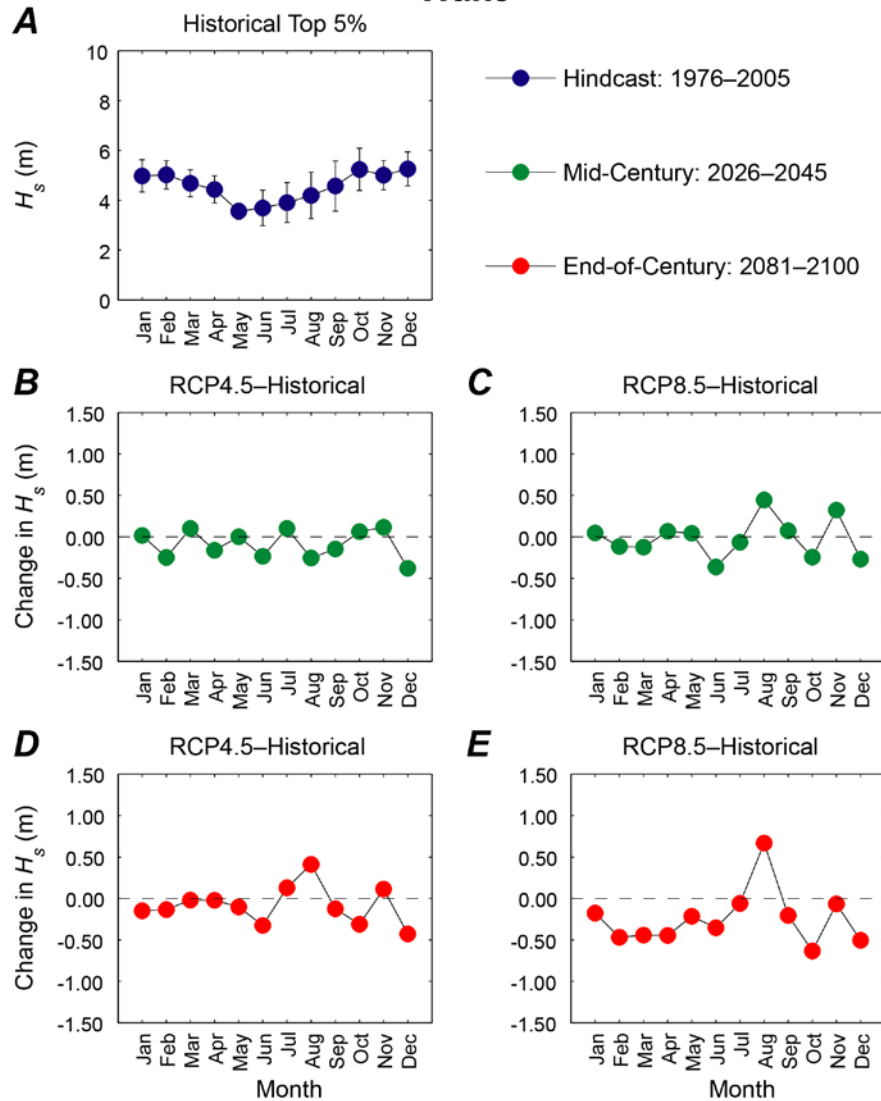 A
Historical Top 5%
10
8
6
4
2
0
Hs (m)
Jan Feb Mar Apr May Jun Jul Aug Sep Oct Nov Dec
Hindcast: 1976–2005
Mid-Century: 2026–2045
End-of-Century: 2081–2100
B
RCP4.5–Historical
1.50
1.00
0.50
0.00
-0.50
-1.00
-1.50
Change in Hs (m)
Jan Feb Mar Apr May Jun Jul Aug Sep Oct Nov Dec
C
RCP8.5–Historical
1.50
1.00
0.50
0.00
-0.50
-1.00
-1.50
Jan Feb Mar Apr May Jun Jul Aug Sep Oct Nov Dec
D
RCP4.5–Historical
1.50
1.00
0.50
0.00
-0.50
-1.00
-1.50
Change in Hs (m)
Jan Feb Mar Apr May Jun Jul Aug Sep Oct Nov Dec
Month
E
RCP8.5–Historical
1.50
1.00
0.50
0.00
-0.50
-1.00
-1.50
Jan Feb Mar Apr May Jun Jul Aug Sep Oct Nov Dec
Month